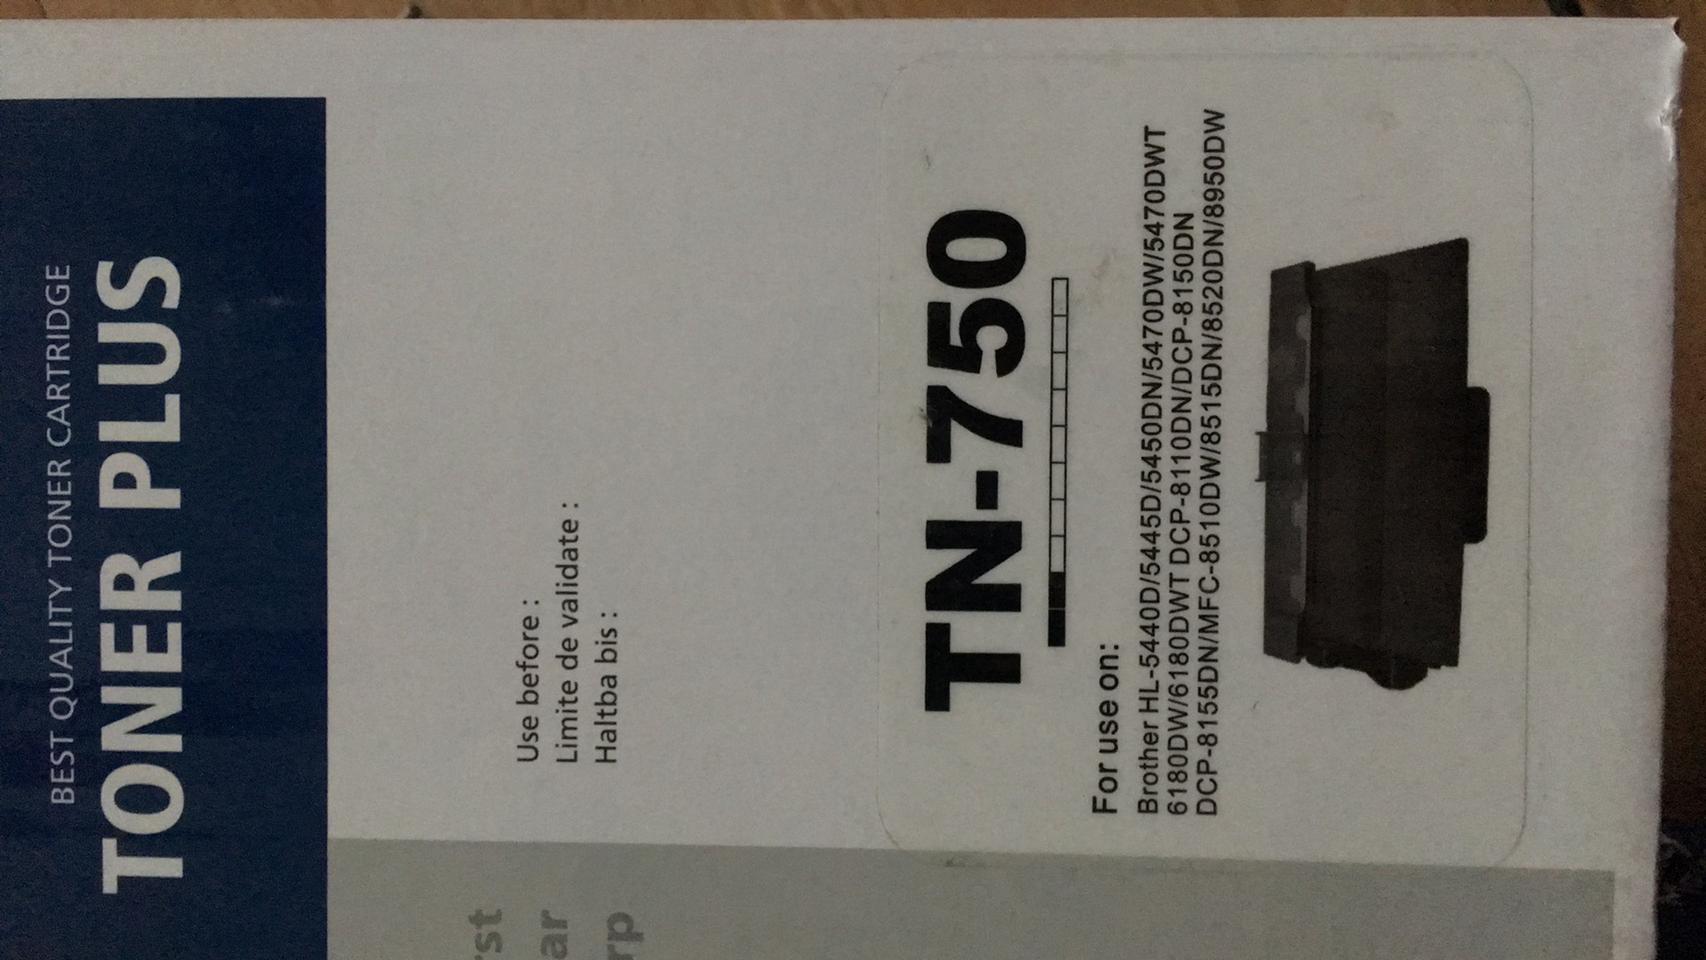 BEST QUALITY TONER CARTRIDGE
TONER PLUS
Use before :
Limite de validate :
Haltba bis :
TN-750
For use on:
Brother HL-5440D/5445D/5450DN/5470DW/5470DWT
6180DW/6180DWT DCP-8110DN/DCP-8150DN
DCP-8155DN/MFC-8510DW/8515DN/8520DN/8950DW